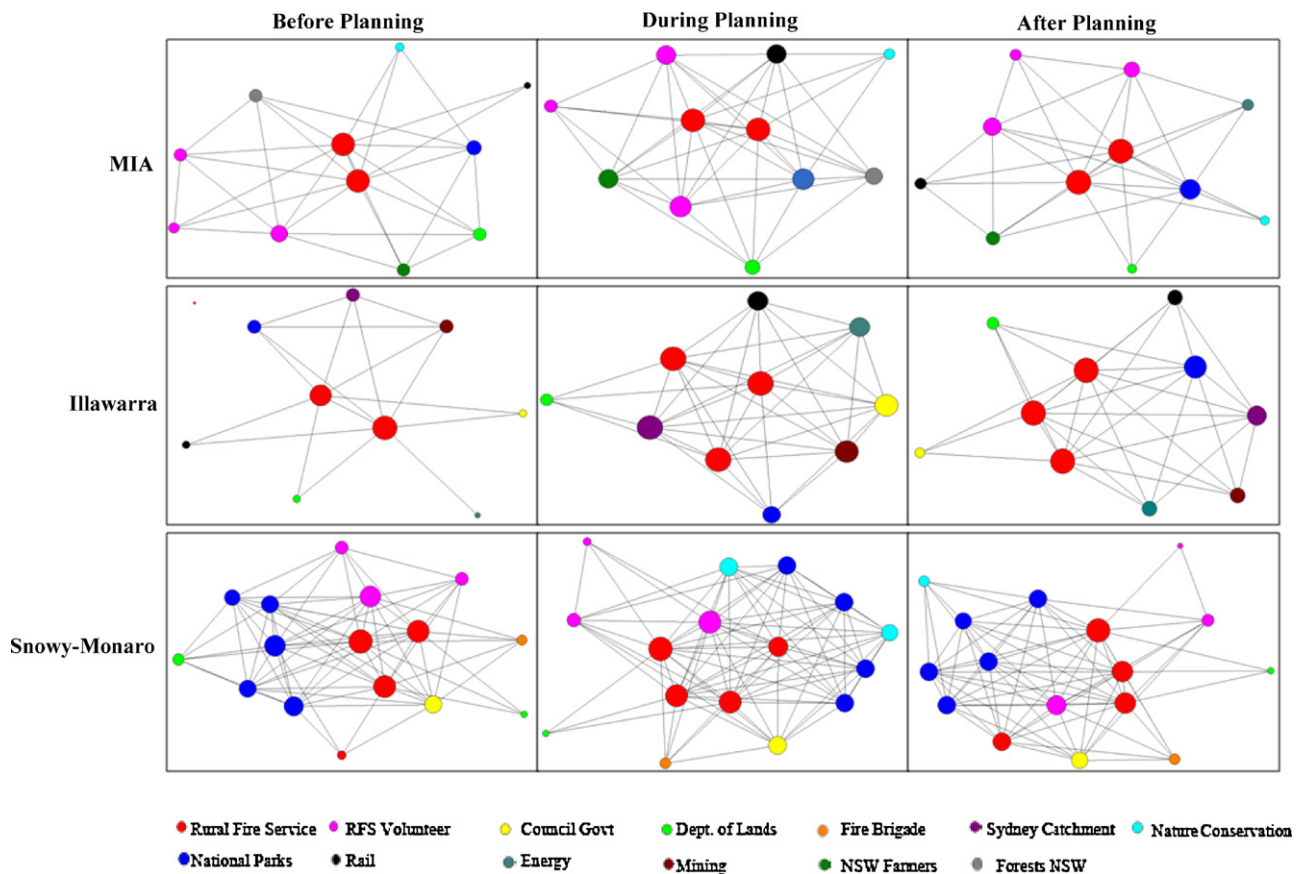 Before Planning During Planning After Planning
MIA
Illawarra
Snowy-Monaro
Rural Fire Service RFS Volunteer Council Govt Dept. of Lands Fire Brigade Sydney Catchment Nature Conservation
National Parks Rail Energy Mining NSW Farmers Forests NSW